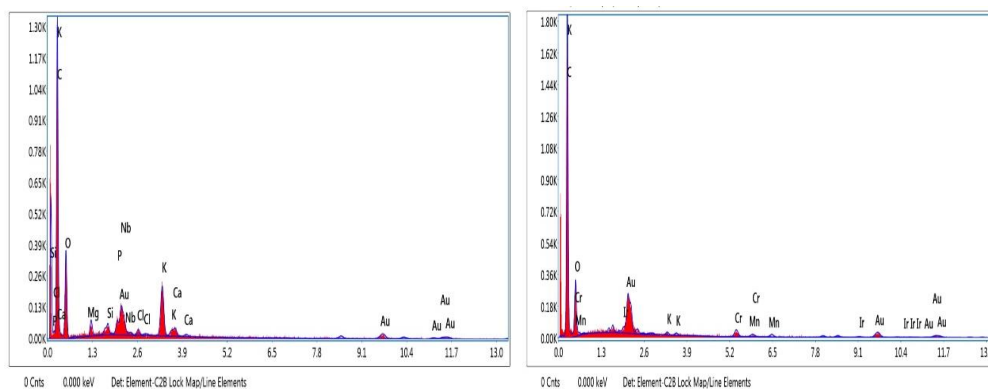 1.30K
K
1.17K
C
1.04K
0.91K
0.78K
0.65K
0.52K
Nb
0.39K
O
Si
P
K
0.26K
Cl
Au
Ca
Au
0.13K
P
Ca
Mg
Si
Nb
Cl
Cl
K
Ca
Au
Au
Au
0.00K
0.0
1.3
2.6
3.9
5.2
6.5
7.8
9.1
10.4
11.7
13.0
0 Cnts 0.000 keV Det: Element-C2B Lock Map/Line Elements
1.80K
K
1.62K
C
1.44K
1.26K
1.08K
0.90K
0.72K
0.54K
O
0.36K
Au
Cr
Cr
Au
0.18K
Mn
K
K
Cr
Mn
Mn
Ir
Au
Ir
Ir
Ir
Au
Au
0.00K
0.0
1.3
2.6
3.9
5.2
6.5
7.8
9.1
10.4
11.7
0 Cnts 0.000 keV Det: Element-C2B Lock Map/Line Elements